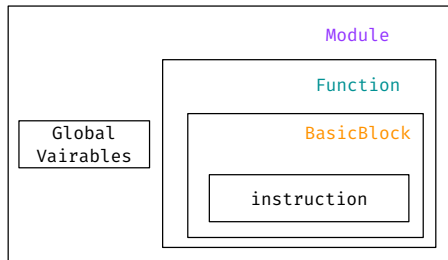 Module
Function
Global
Vairables
BasicBlock
instruction